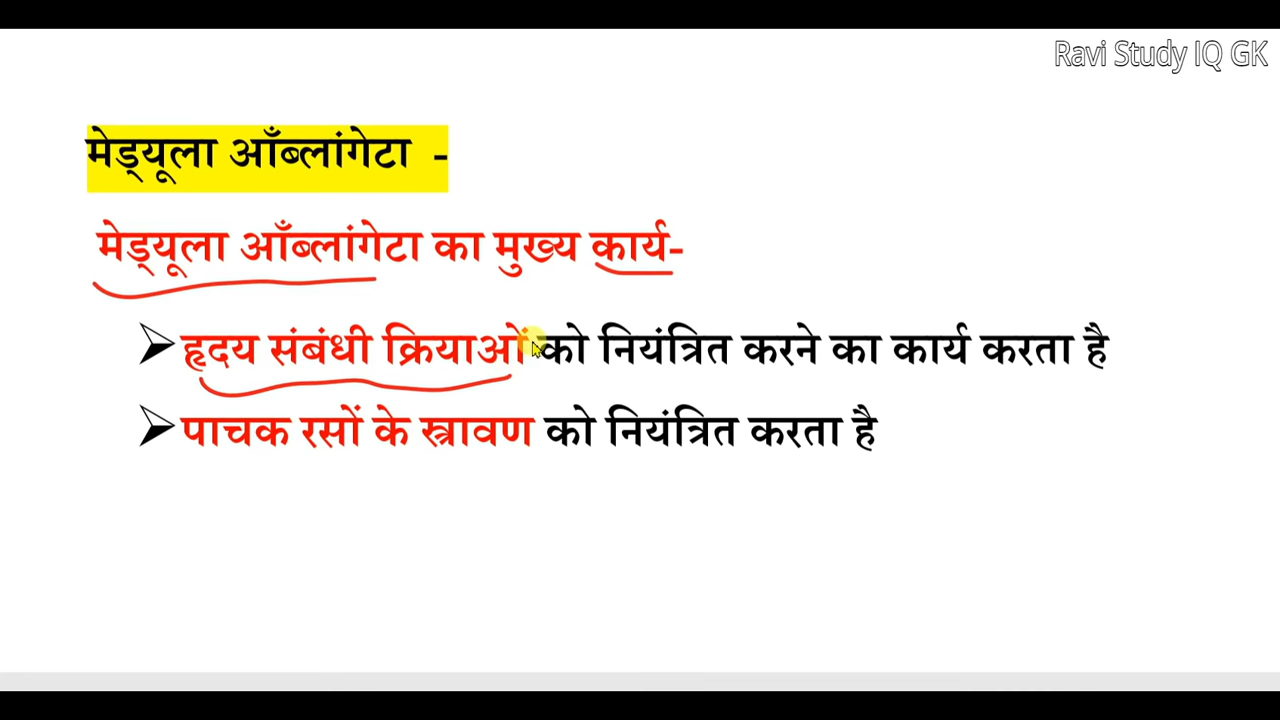 Ravi Study IQ GK
मेड्यूला ऑंब्लांगेटा -
मेड्यूला ऑंब्लांगेटा का मुख्य कार्य-
➢हृदय संबंधी क्रियाओं को नियंत्रित करने का कार्य करता है
➢पाचक रसों के स्त्रावण को नियंत्रित करता है